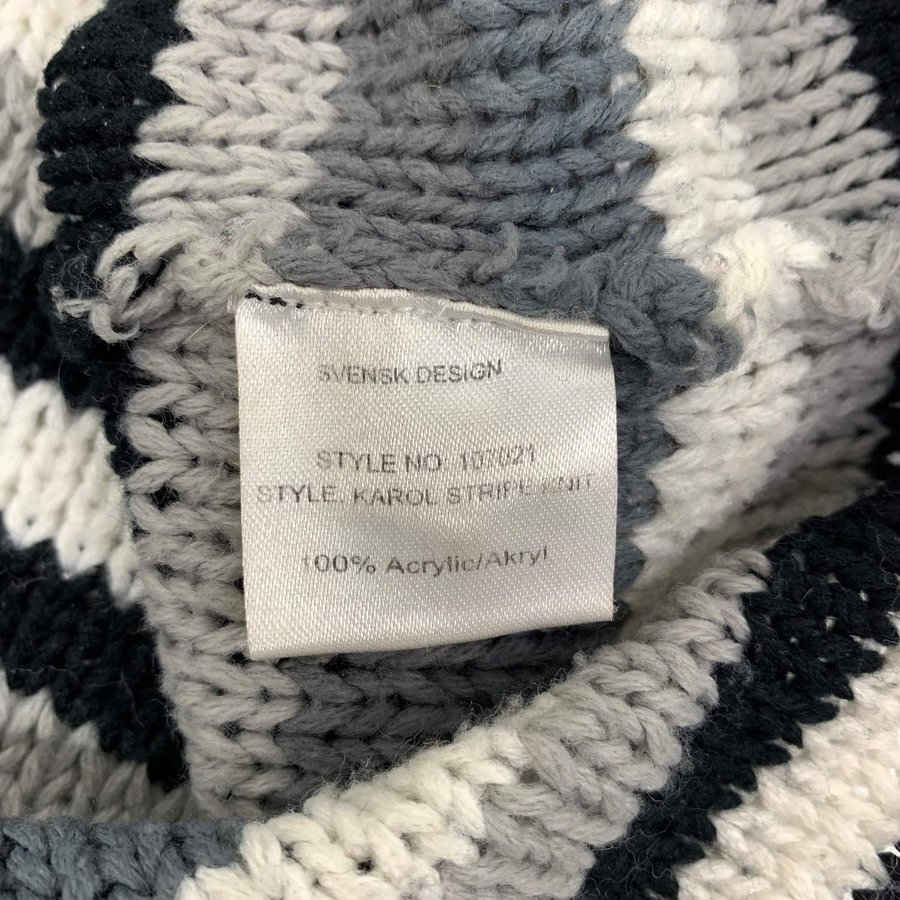 SVENSK DESIGN
STYLE NO. 107021
STYLE. KAROL STRIPE KNIT
100% Acrylic/Akryl